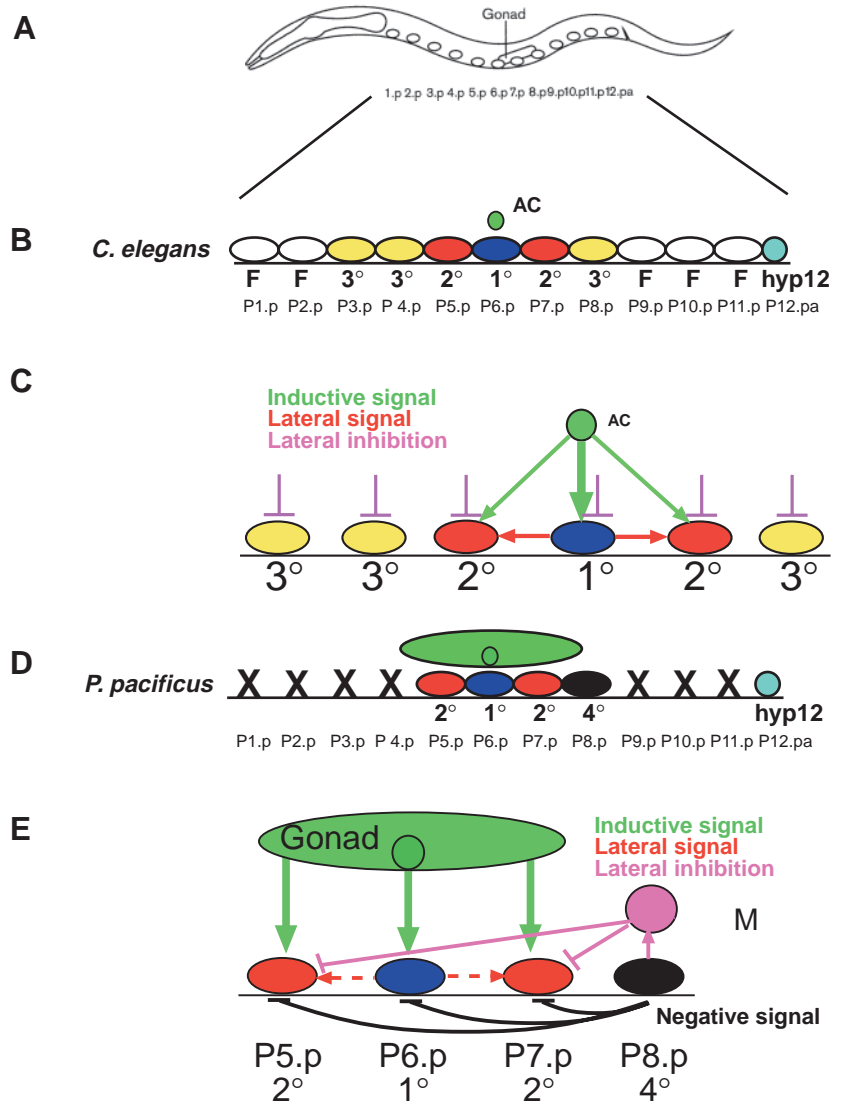 A
Gonad
1.p 2.p 3.p 4.p 5.p 6.p 7.p 8.p 9.p10.p11.p12.pa
B
AC
C. elegans
F F 3° 3° 2° 1° 2° 3° F F F hyp12
P1.p P2.p P3.p P 4.p P5.p P6.p P7.p P8.p P9.p P10.p P11.p P12.pa
C
Inductive signal
Lateral signal
Lateral inhibition
AC
3° 3° 2° 1° 2° 3°
D
P. pacificus
X X X X X X X
2° 1° 2° 4° hyp12
P1.p P2.p P3.p P 4.p P5.p P6.p P7.p P8.p P9.p P10.p P11.p P12.pa
E
Gonad
Inductive signal
Lateral signal
Lateral inhibition
M
Negative signal
P5.p P6.p P7.p P8.p
2° 1° 2° 4°